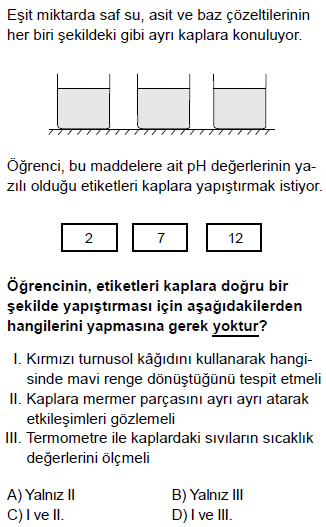 Eşit miktarda saf su, asit ve baz çözeltilerinin
her biri şekildeki gibi ayrı kaplara konuluyor.
Öğrenci, bu maddelere ait pH değerlerinin ya-
zılı olduğu etiketleri kaplara yapıştırmak istiyor.
2 7 12
Öğrencinin, etiketleri kaplara doğru bir
şekilde yapıştırması için aşağıdakilerden
hangilerini yapmasına gerek yoktur?
I. Kırmızı turnusol kâğıdını kullanarak hangi-
sinde mavi renge dönüştüğünü tespit etmeli
II. Kaplara mermer parçasını ayrı ayrı atarak
etkileşimleri gözlemeli
III. Termometre ile kaplardaki sıvıların sıcaklık
değerlerini ölçmeli
A) Yalnız II B) Yalnız III
C) I ve II. D) I ve III.